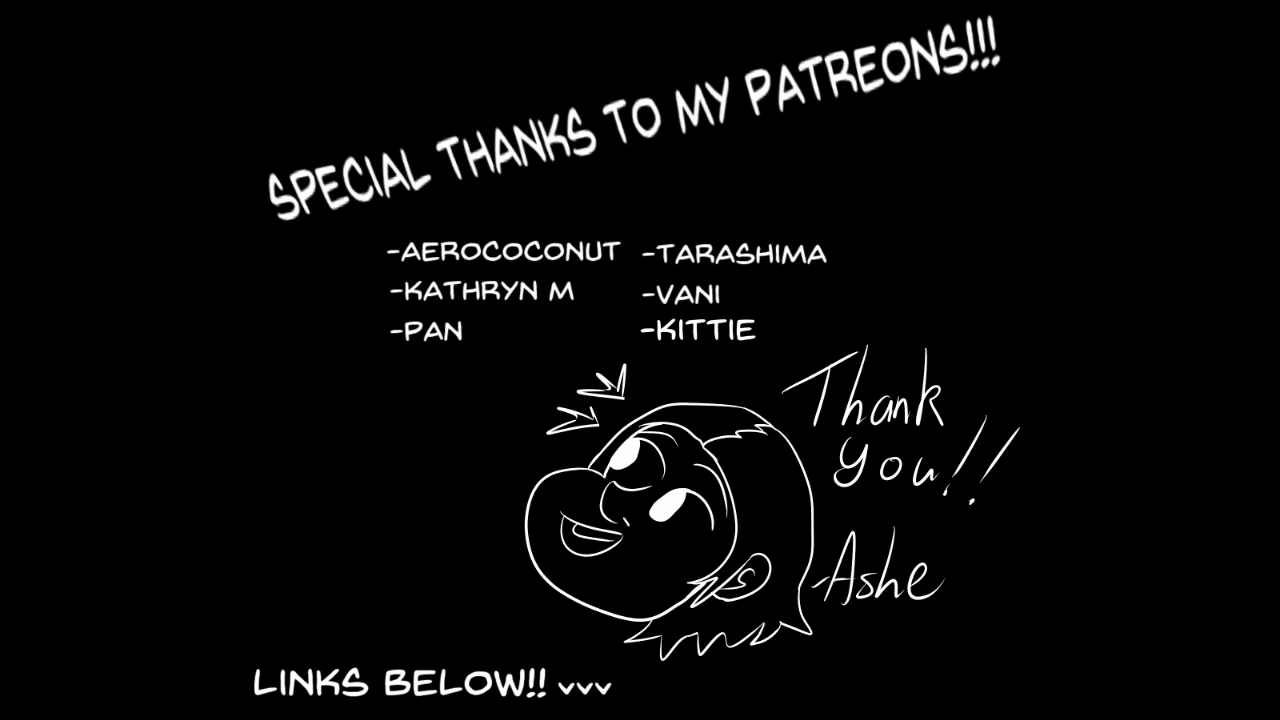 SPECIAL THANKS TO MY PATREONS!!!
-AEROCOCONUT -TARASHIMA
-KATHRYN M -VANI
-PAN -KITTIE
Thank
you!!
-Ashe
LINKS BELOW!! vvv